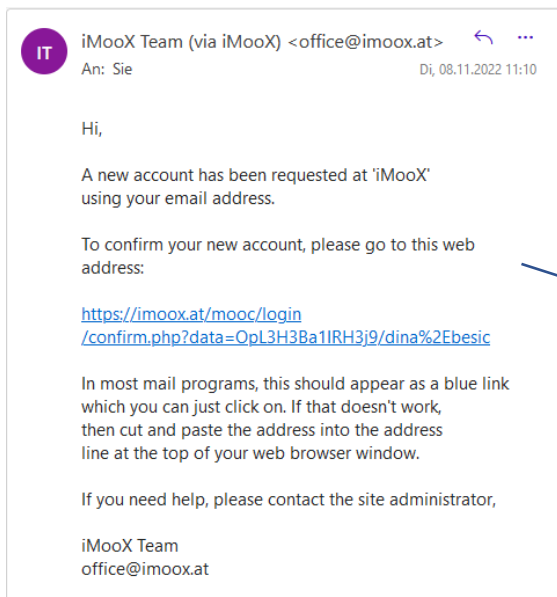 IT
iMooX Team (via iMooX) <office@imoox.at>
An: Sie
Di, 08.11.2022 11:10
Hi,
A new account has been requested at 'iMooX'
using your email address.
To confirm your new account, please go to this web
address:
https://imoox.at/mooc/login
/confirm.php?data=OpL3H3Ba1lRH3j9/dina%2Ebesic
In most mail programs, this should appear as a blue link
which you can just click on. If that doesn't work,
then cut and paste the address into the address
line at the top of your web browser window.
If you need help, please contact the site administrator,
iMooX Team
office@imoox.at